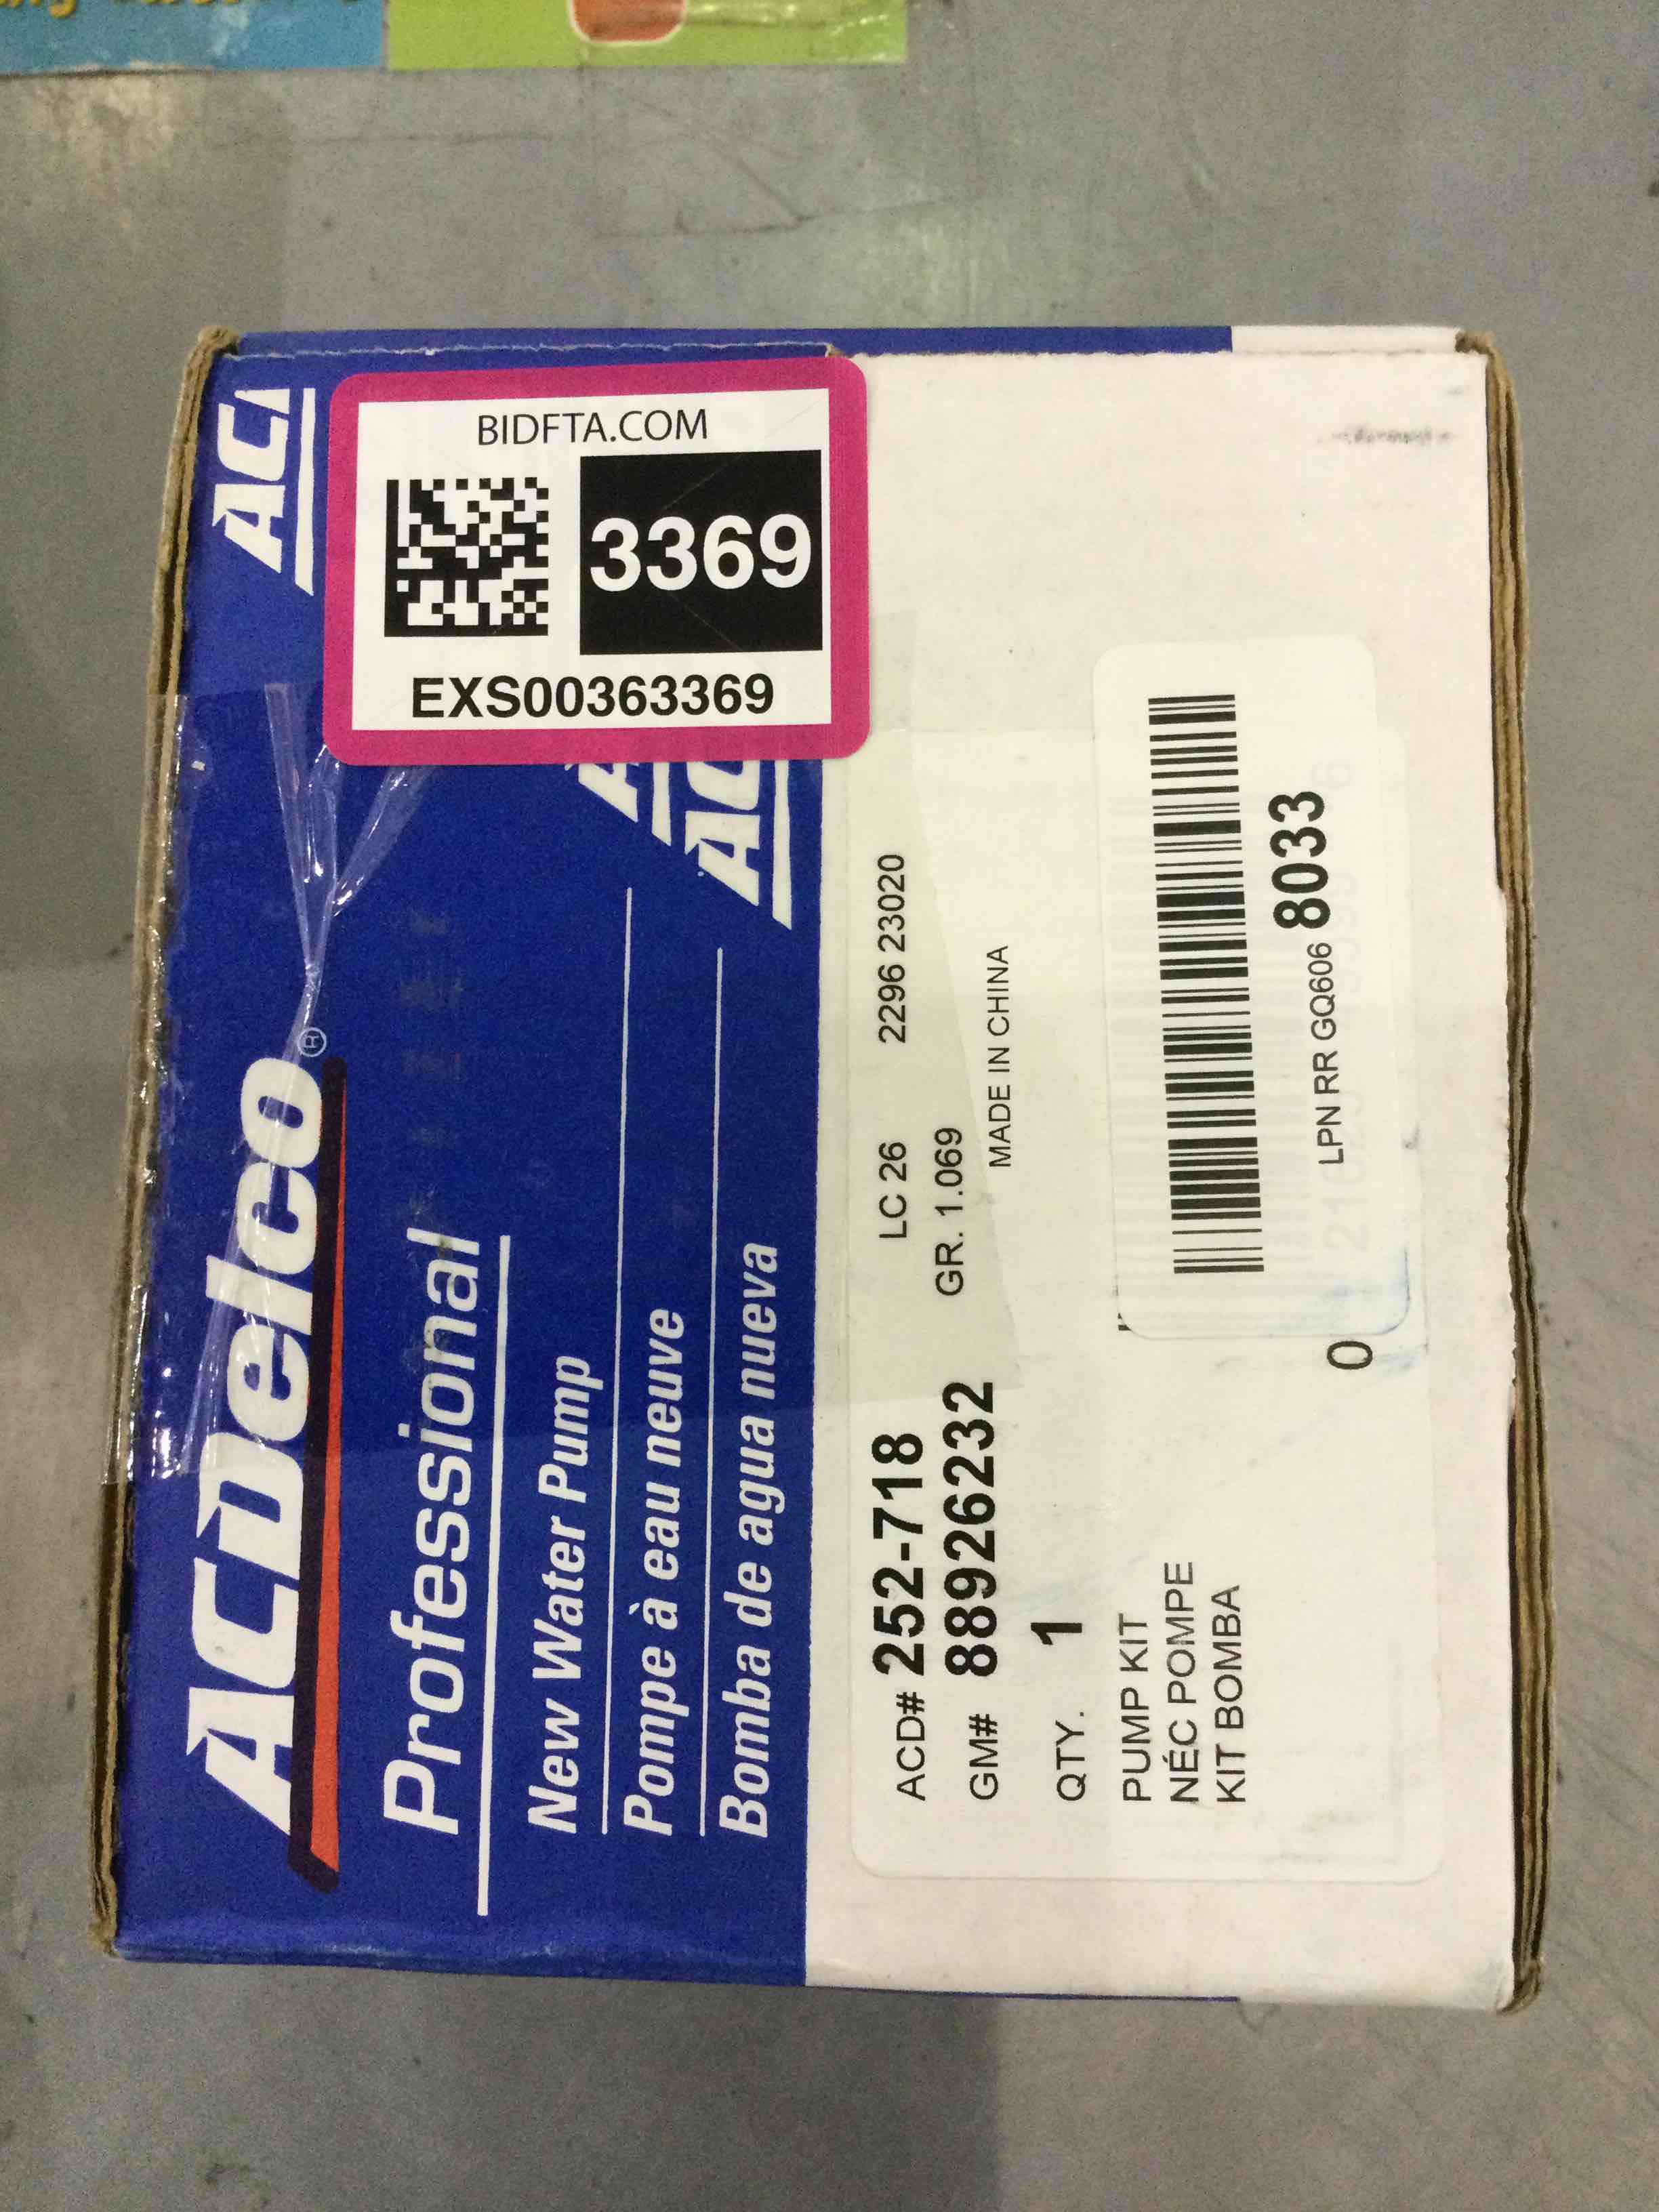 ACDelco®
Professional
New Water Pump
Pompe à eau neuve
Bomba de agua nueva
BIDFTA.COM
3369
EXS00363369
ACD# 252-718 LC 26 2296 23020
GM# 88926232 GR. 1.069
MADE IN CHINA
QTY. 1
PUMP KIT
NÉC POMPE
KIT BOMBA
LPN RR GQ606 8033
0